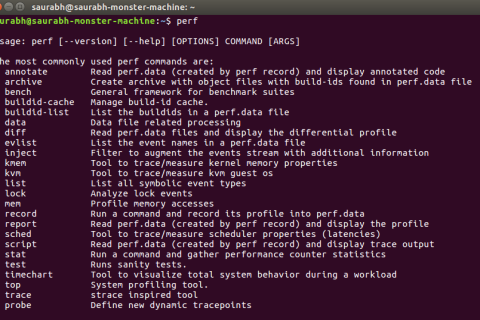 saurabh@saurabh-monster-machine: ~
urabh@saurabh-monster-machine:~$ perf
sage: perf [--version] [--help] [OPTIONS] COMMAND [ARGS]
he most commonly used perf commands are:
annotate Read perf.data (created by perf record) and display annotated code
archive Create archive with object files with build-ids found in perf.data file
bench General framework for benchmark suites
buildid-cache Manage build-id cache.
buildid-list List the buildids in a perf.data file
data Data file related processing
diff Read perf.data files and display the differential profile
evlist List the event names in a perf.data file
inject Filter to augment the events stream with additional information
kmem Tool to trace/measure kernel memory properties
kvm Tool to trace/measure kvm guest os
list List all symbolic event types
lock Analyze lock events
mem Profile memory accesses
record Run a command and record its profile into perf.data
report Read perf.data (created by perf record) and display the profile
sched Tool to trace/measure scheduler properties (latencies)
script Read perf.data (created by perf record) and display trace output
stat Run a command and gather performance counter statistics
test Runs sanity tests.
timechart Tool to visualize total system behavior during a workload
top System profiling tool.
trace strace inspired tool
probe Define new dynamic tracepoints